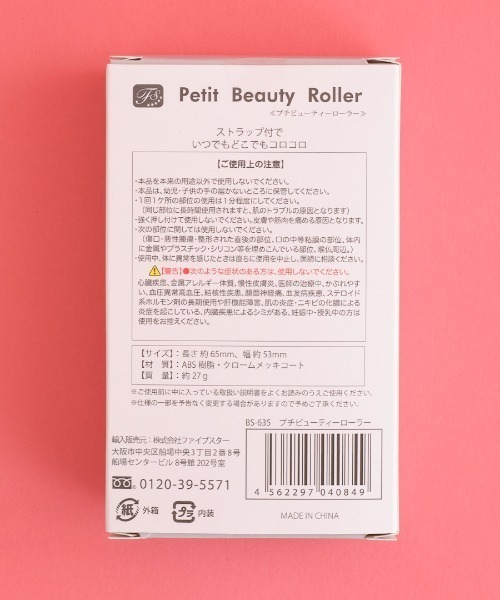 FS Petit Beauty Roller
≪プチビューティーローラー≫
ストラップ付で
いつでもどこでもコロコロ
【ご使用上の注意】
・本品を本来の用途以外で使用しないでください。
・本品は、幼児・子供の手の届かないところに保管してください。
・1回1ケ所の部位の使用は1分程度にしてください。
（同じ部位に長時間使用されますと、肌のトラブルの原因となります）
・強く押し付けて使用しないでください。皮膚や筋肉を痛める原因となります。
・次の部位に関しては使用しないでください。
（傷口・悪性腫瘍・整形された直後の部位、口の中等粘膜の部位、体内
に金属やプラスチック・シリコン等を埋めこんでいる部位、喉仏周辺。）
・使用中、体に異常を感じたときは直ちに使用を中止し、医師に相談ください。
【警告】●次のような症状のある方は、使用しないでください。
心臓疾患、金属アレルギー体質、慢性皮膚炎、医師の治療中、かぶれやす
い、血圧異常高血圧、結核性疾患、顔面神経痛、血友病疾患、ステロイド
系ホルモン剤の長期使用や肝機能障害、肌の炎症・ニキビの化膿による
炎症を起こしている、内臓疾患によるシミがある、妊娠中・授乳中の方は
使用をお控えください。
【サイズ】：長さ 約65mm、幅 約53mm
【材 質】：ABS 樹脂・クロームメッキコート
【質 量】：約 27ｇ
※ご使用前に中に入っている取扱い説明書をよくお読みのうえご使用ください。
※仕様の一部を予告なく変更する場合がありますので予めご了承ください。
BS-635 プチビューティーローラー
輸入販売元：株式会社ファイブスター
大阪市中央区船場中央3丁目2番8号
船場センタービル 8号館 202号室
0120-39-5571
4 562297 040849
紙 外箱 プラ 内装
MADE IN CHINA